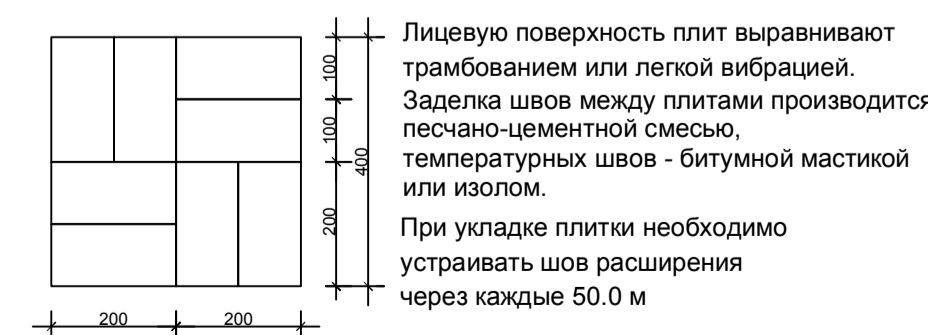 Лицевую поверхность плит выравнивают
трамбованием или легкой вибрацией.
Заделка швов между плитами производится
песчано-цементной смесью,
температурных швов - битумной мастикой
или изолом.
При укладке плитки необходимо
устраивать шов расширения
через каждые 50.0 м
100
100
200
400
200
200